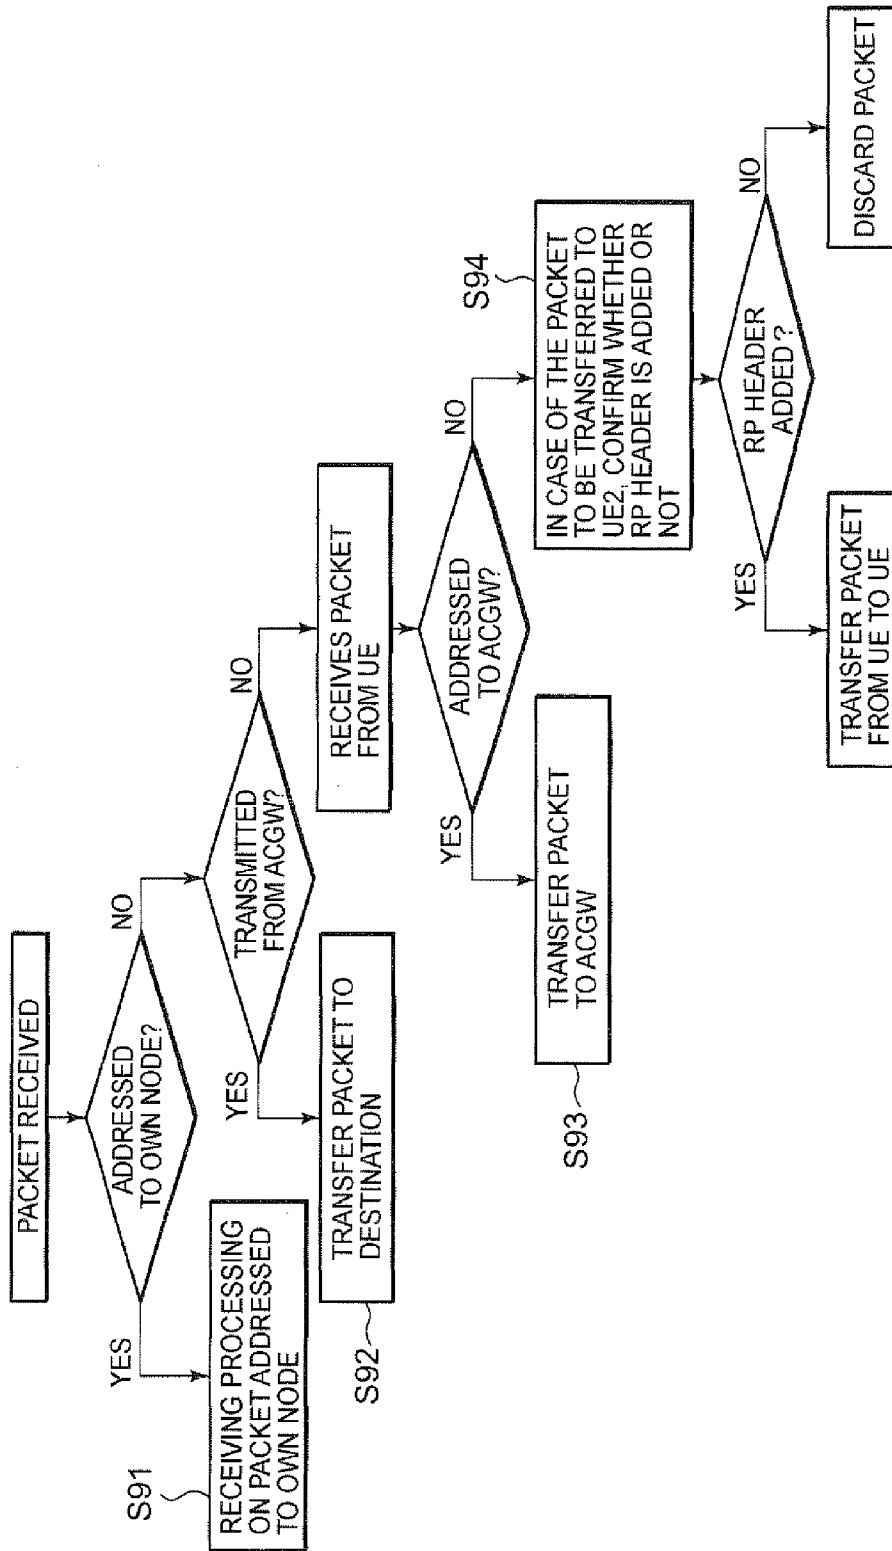 PACKET RECEIVED
ADDRESSED
TO OWN NODE?
YES
NO
S91
RECEIVING PROCESSING
ON PACKET ADDRESSED
TO OWN NODE
TRANSMITTED
FROM ACGW?
YES
NO
S92
TRANSFER PACKET TO
DESTINATION
RECEIVES PACKET
FROM UE
ADDRESSED
TO ACGW?
YES
NO
S93
TRANSFER PACKET
TO ACGW
S94
IN CASE OF THE PACKET
TO BE TRANSFERRED TO
UE2, CONFIRM WHETHER
RP HEADER IS ADDED OR
NOT
RP HEADER
ADDED?
YES
NO
TRANSFER PACKET
FROM UE TO UE
DISCARD PACKET